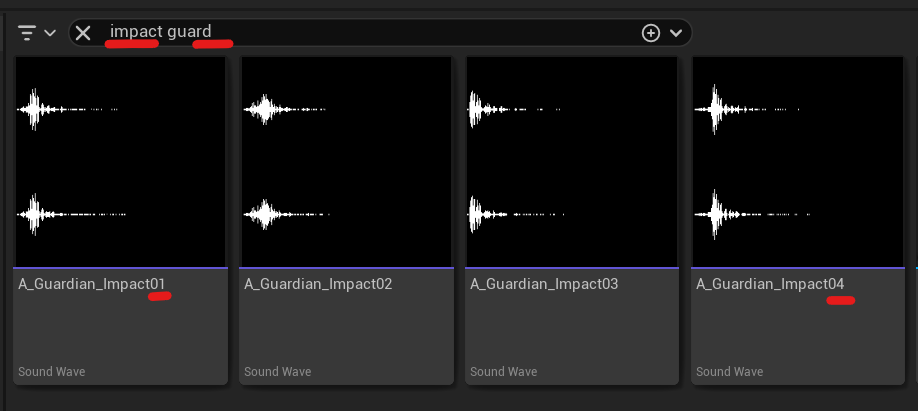 impact guard
A_Guardian_Impact01
A_Guardian_Impact02
A_Guardian_Impact03
A_Guardian_Impact04
Sound Wave
Sound Wave
Sound Wave
Sound Wave